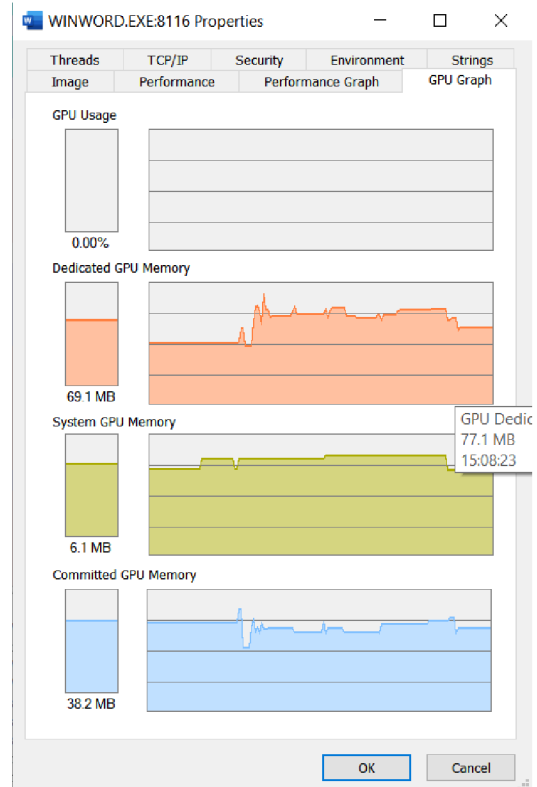 WINWORD.EXE:8116 Properties
Threads TCP/IP Security Environment Strings
Image Performance Performance Graph GPU Graph
GPU Usage
0.00%
Dedicated GPU Memory
69.1 MB
System GPU Memory
GPU Dedic
77.1 MB
15:08:23
6.1 MB
Committed GPU Memory
38.2 MB
OK Cancel